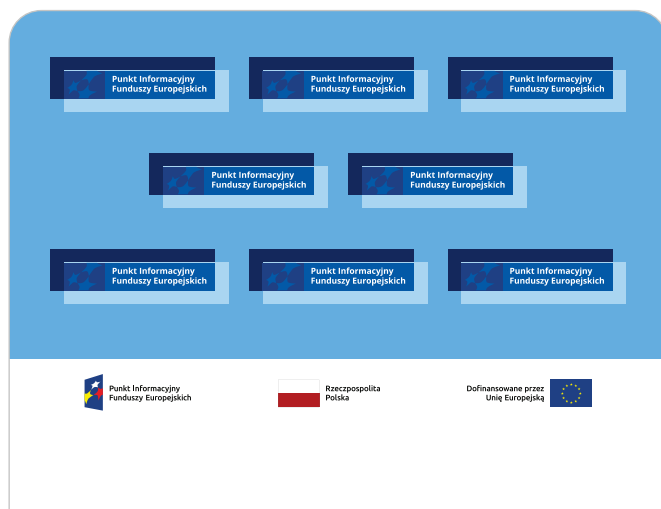 Punkt Informacyjny
Funduszy Europejskich
Punkt Informacyjny
Funduszy Europejskich
Punkt Informacyjny
Funduszy Europejskich
Punkt Informacyjny
Funduszy Europejskich
Punkt Informacyjny
Funduszy Europejskich
Punkt Informacyjny
Funduszy Europejskich
Punkt Informacyjny
Funduszy Europejskich
Punkt Informacyjny
Funduszy Europejskich
Punkt Informacyjny
Funduszy Europejskich
Rzeczpospolita
Polska
Dofinansowane przez
Unię Europejską